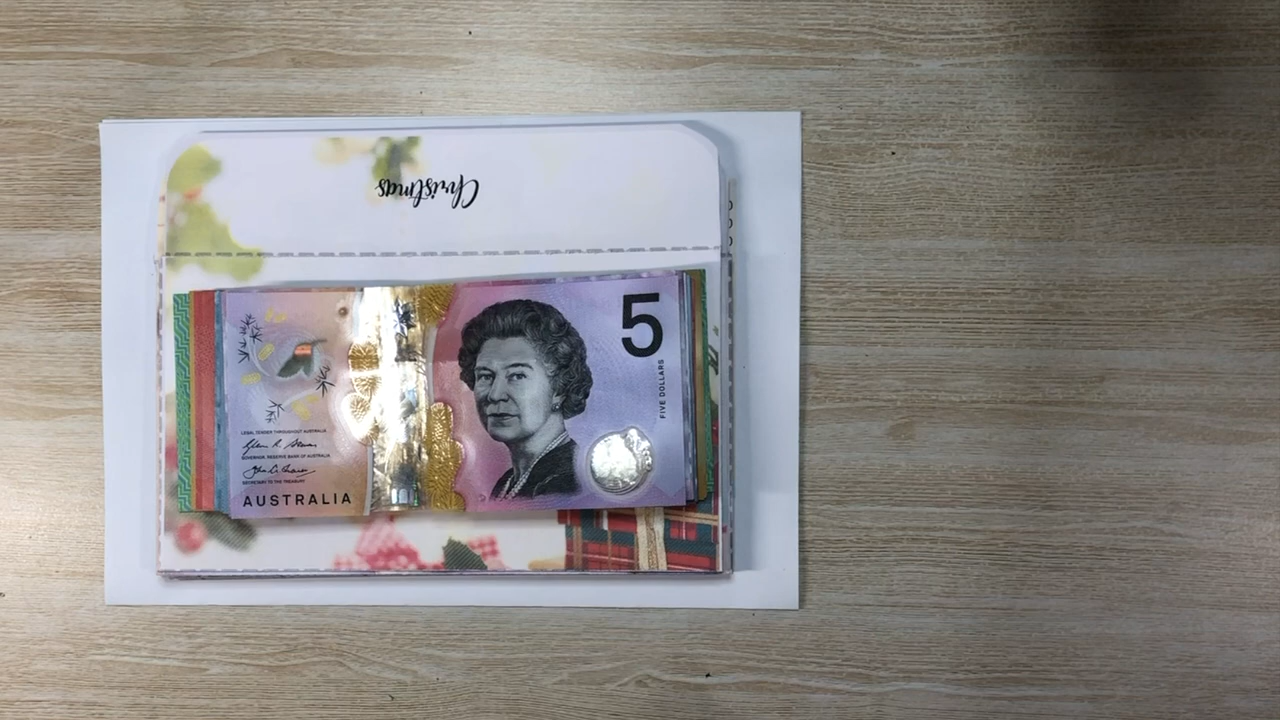 Christmas
5
FIVE DOLLARS
LEGAL TENDER THROUGHOUT AUSTRALIA
GOVERNOR, RESERVE BANK OF AUSTRALIA
SECRETARY TO THE TREASURY
AUSTRALIA